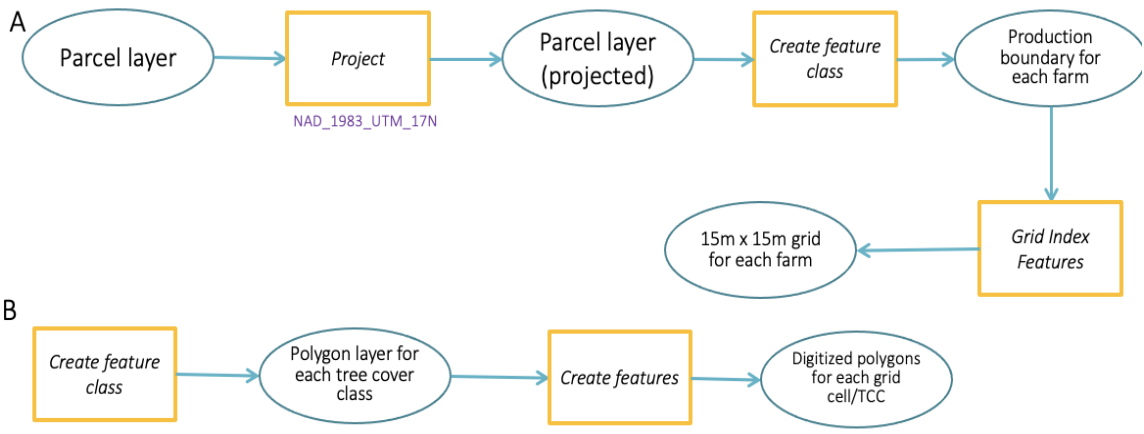 A
Parcel layer
Project
NAD_1983_UTM_17N
Parcel layer
(projected)
Create feature
class
Production
boundary for
each farm
15m x 15m grid
for each farm
Grid Index
Features
B
Create feature
class
Polygon layer for
each tree cover
class
Create features
Digitized polygons
for each grid
cell/TCC